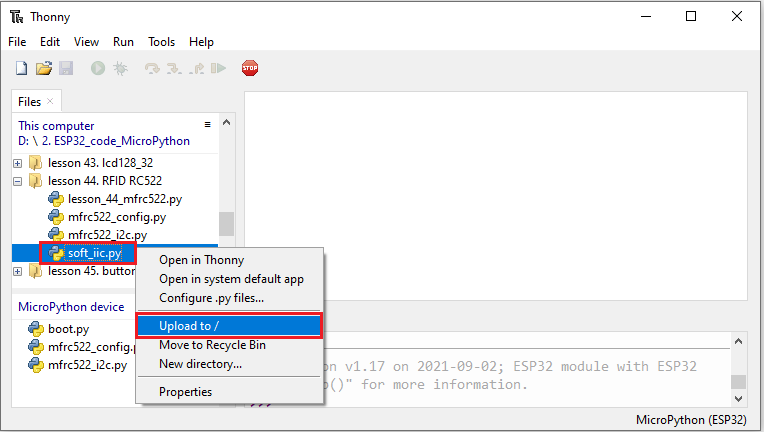 Thonny
File Edit View Run Tools Help
STOP
Files
This computer
D: \ 2. ESP32_code_MicroPython
lesson 43. lcd128_32
lesson 44. RFID RC522
lesson_44_mfrc522.py
mfrc522_config.py
mfrc522_i2c.py
soft_iic.py
lesson 45. button
Open in Thonny
Open in system default app
Configure .py files...
Upload to /
Move to Recycle Bin
New directory...
Properties
MicroPython device
boot.py
mfrc522_config.p
mfrc522_i2c.py
on v1.17 on 2021-09-02; ESP32 module with ESP32
()" for more information.
>>>
MicroPython (ESP32)